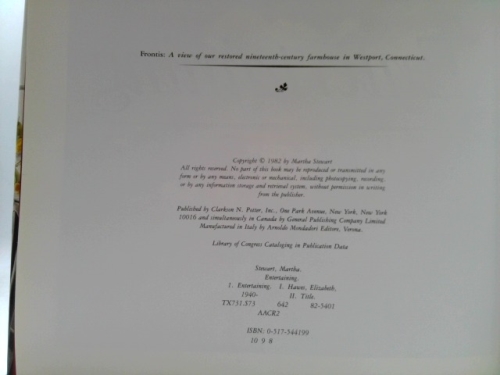 Frontis: A view of our restored nineteenth-century farmhouse in Westport, Connecticut.
Copyright © 1982 by Martha Stewart
All rights reserved. No part of this book may be reproduced or transmitted in any
form or by any means, electronic or mechanical, including photocopying, recording,
or by any information storage and retrieval system, without permission in writing
from the publisher.
Published by Clarkson N. Potter, Inc., One Park Avenue, New York, New York
10016 and simultaneously in Canada by General Publishing Company Limited.
Manufactured in Italy by Arnoldo Mondadori Editore, Verona.
Library of Congress Cataloging in Publication Data
Stewart, Martha.
Entertaining.
1. Entertaining. I. Hawes, Elizabeth,
1940- II. Title.
TX731.S73 642 82-5403
AACR2
ISBN: 0-517-544199
10 9 8